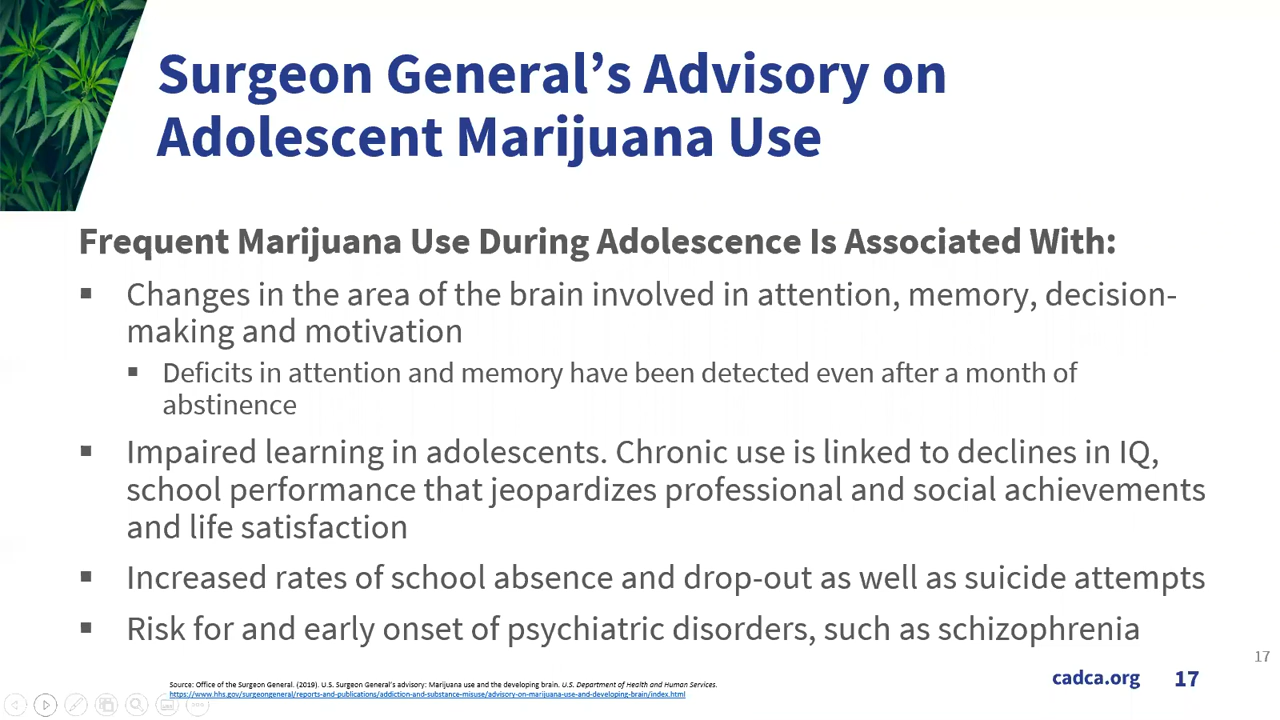 Surgeon General’s Advisory on
Adolescent Marijuana Use
Frequent Marijuana Use During Adolescence Is Associated With:
▪ Changes in the area of the brain involved in attention, memory, decision-
making and motivation
▪ Deficits in attention and memory have been detected even after a month of
abstinence
▪ Impaired learning in adolescents. Chronic use is linked to declines in IQ,
school performance that jeopardizes professional and social achievements
and life satisfaction
▪ Increased rates of school absence and drop-out as well as suicide attempts
▪ Risk for and early onset of psychiatric disorders, such as schizophrenia
17
Source: Office of the Surgeon General. (2019). U.S. Surgeon General’s advisory: Marijuana use and the developing brain. U.S. Department of Health and Human Services.
https://www.hhs.gov/surgeongeneral/reports-and-publications/addiction-and-substance-misuse/advisory-on-marijuana-use-and-developing-brain/index.html
cadca.org 17